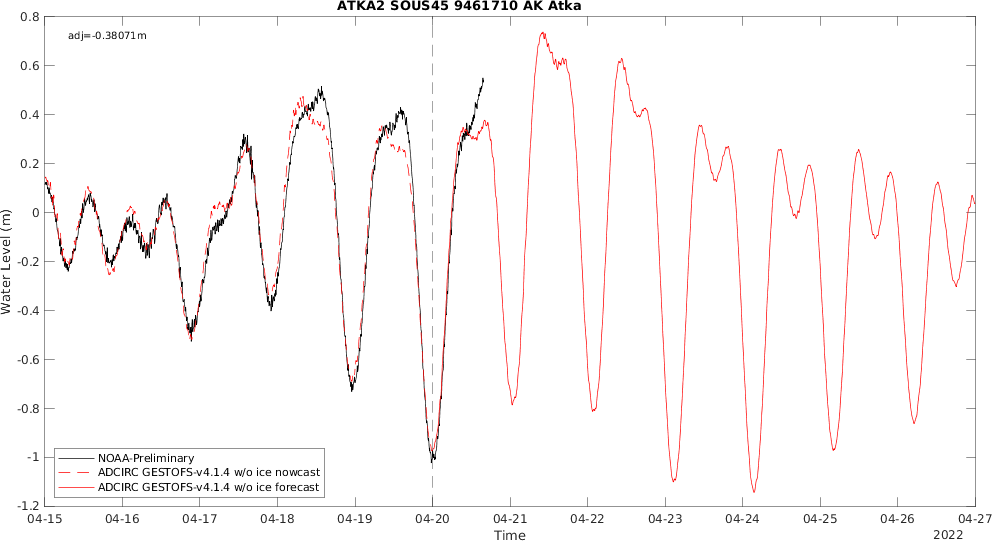 ATKA2 SOUS45 9461710 AK Atka
adj=-0.38071m
0.8
0.6
0.4
0.2
0
-0.2
-0.4
-0.6
-0.8
-1
-1.2
Water Level (m)
NOAA-Preliminary
ADCIRC GESTOFS-v4.1.4 w/o ice nowcast
ADCIRC GESTOFS-v4.1.4 w/o ice forecast
04-15 04-16 04-17 04-18 04-19 04-20 04-21 04-22 04-23 04-24 04-25 04-26 04-27
Time
2022